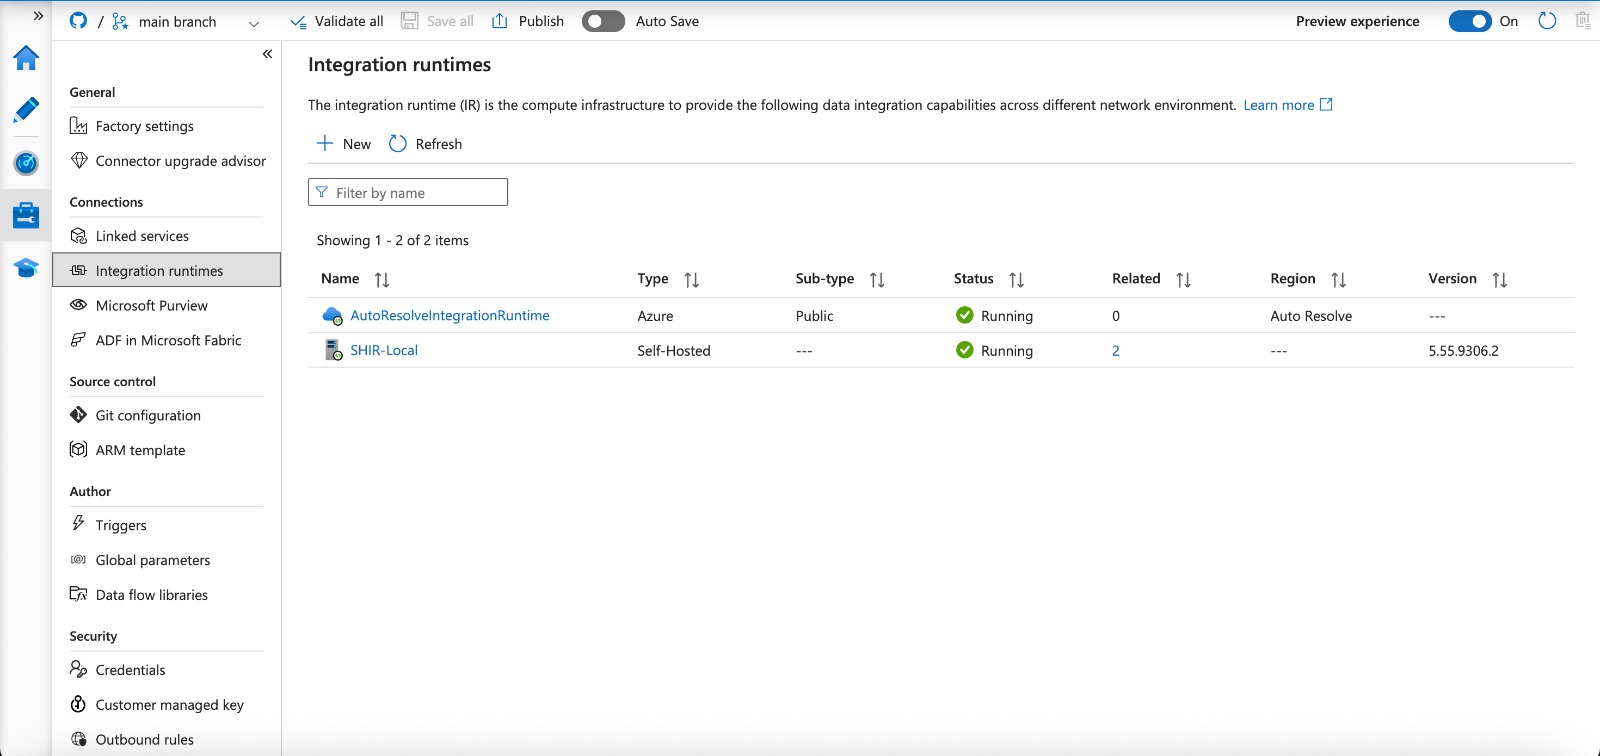 » / main branch Validate all Save all Publish Auto Save Preview experience On
«
General
Factory settings
Connector upgrade advisor
Connections
Linked services
Integration runtimes
Microsoft Purview
ADF in Microsoft Fabric
Source control
Git configuration
ARM template
Author
Triggers
Global parameters
Data flow libraries
Security
Credentials
Customer managed key
Outbound rules
Integration runtimes
The integration runtime (IR) is the compute infrastructure to provide the following data integration capabilities across different network environment. Learn more
New Refresh
Filter by name
Showing 1 - 2 of 2 items
Name Type Sub-type Status Related Region Version
AutoResolveIntegrationRuntime Azure Public Running 0 Auto Resolve ---
SHIR-Local Self-Hosted --- Running 2 --- 5.55.9306.2